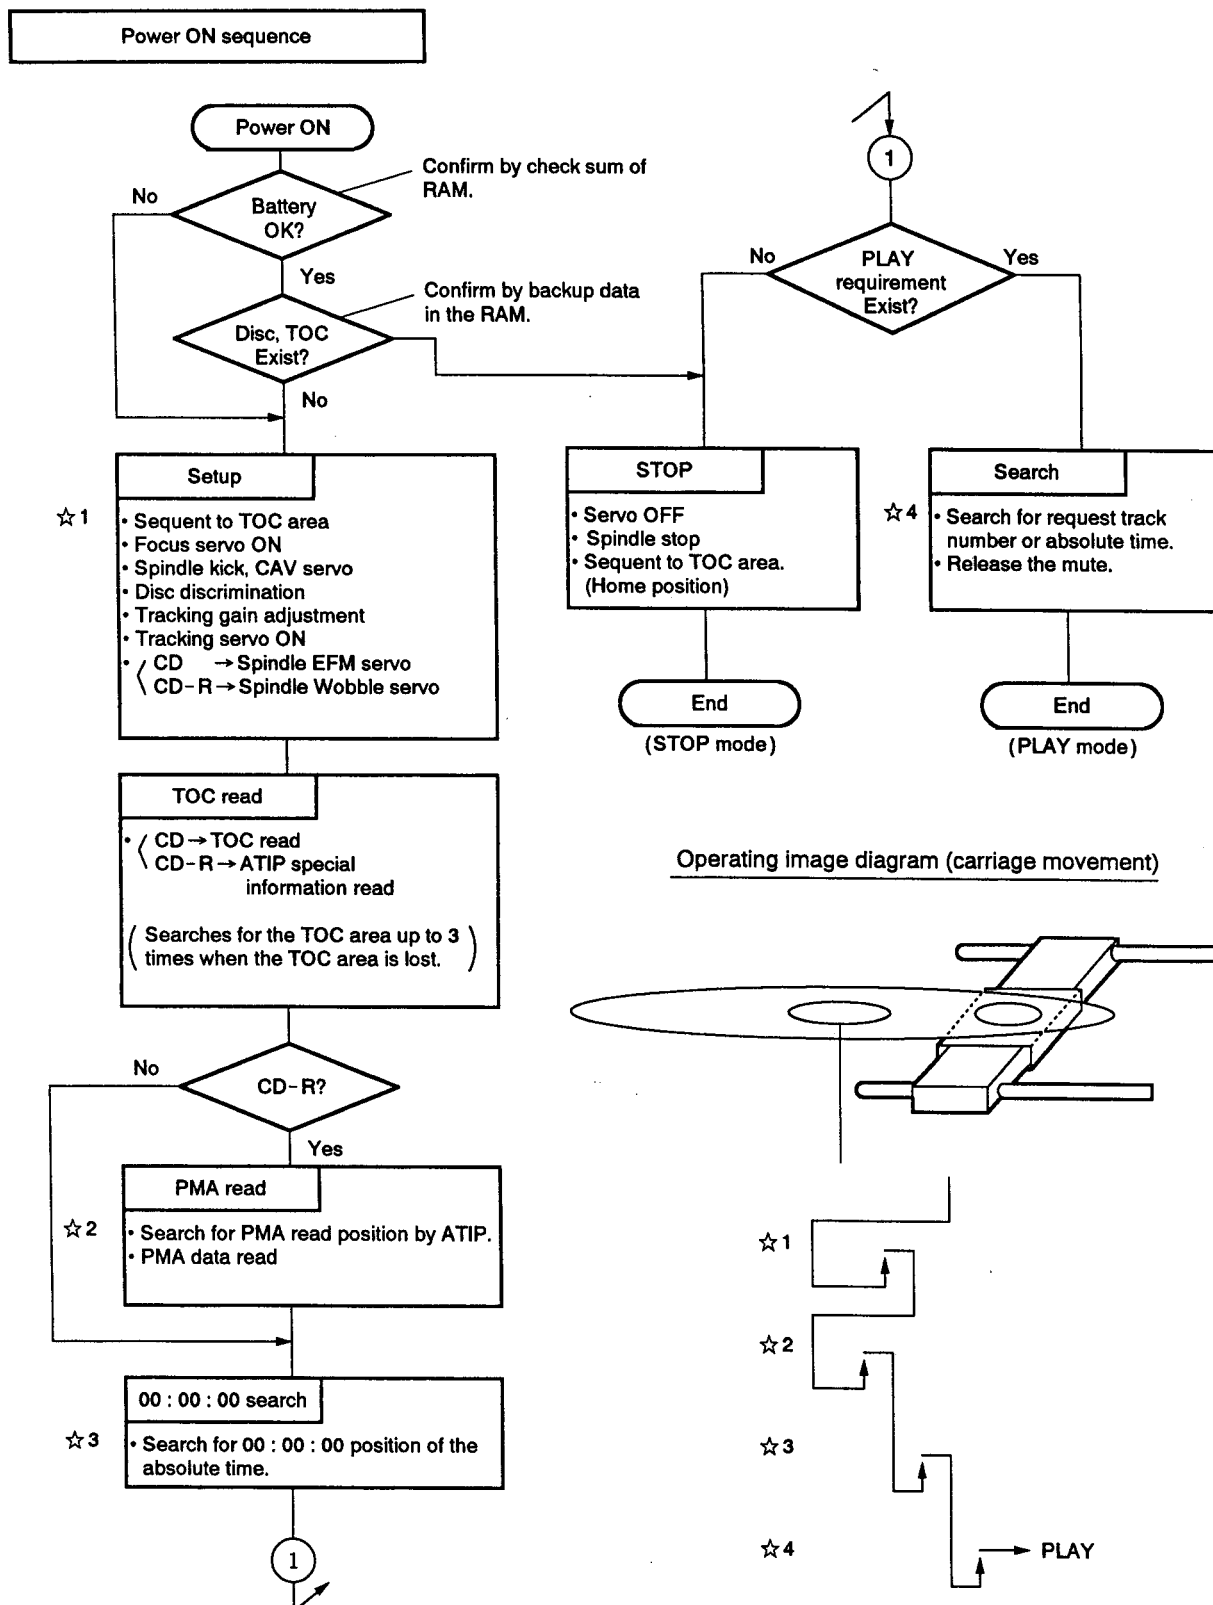 Power ON sequence
Power ON
Confirm by check sum of
RAM.
No
Battery
OK?
Yes
Confirm by backup data
in the RAM.
Disc, TOC
Exist?
No
Setup
☆1
• Sequent to TOC area
• Focus servo ON
• Spindle kick, CAV servo
• Disc discrimination
• Tracking gain adjustment
• Tracking servo ON
• CD → Spindle EFM servo
CD-R → Spindle Wobble servo
TOC read
• CD → TOC read
CD-R → ATIP special
information read
(Searches for the TOC area up to 3
times when the TOC area is lost.)
No
CD-R?
Yes
PMA read
☆2
• Search for PMA read position by ATIP.
• PMA data read
00 : 00 : 00 search
☆3
• Search for 00 : 00 : 00 position of the
absolute time.
1
1
No
PLAY
requirement
Exist?
Yes
STOP
• Servo OFF
• Spindle stop
• Sequent to TOC area.
(Home position)
End
(STOP mode)
Search
☆4
• Search for request track
number or absolute time.
• Release the mute.
End
(PLAY mode)
Operating image diagram (carriage movement)
☆1
☆2
☆3
☆4
PLAY